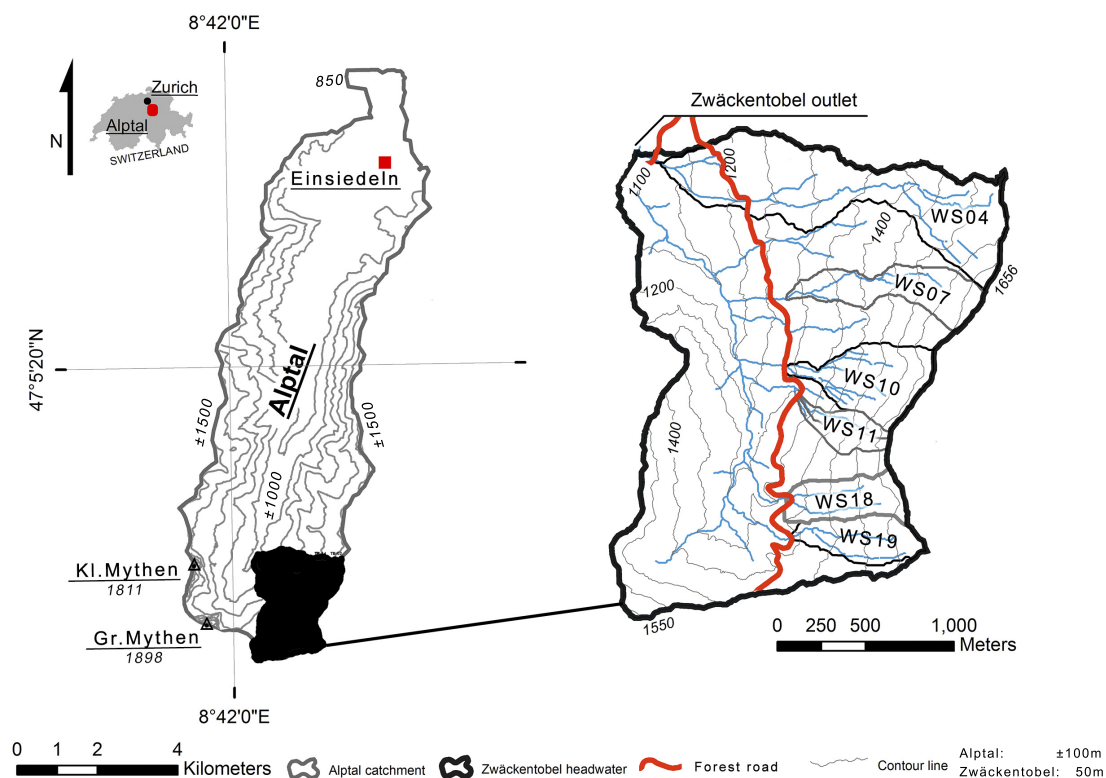 8°42'0"E
850
Zurich
Alptal
SWITZERLAND
N
Einsiedeln
Zwäckentobel outlet
1100
1200
WS04
1400
1656
1200
WS07
47°5'20"N
Alptal
±1500
±1500
WS10
WS11
1400
±1000
WS18
WS19
Kl.Mythen
1811
Gr.Mythen
1898
1550
0 250 500 1,000
Meters
8°42'0"E
0 1 2 4
Kilometers
Alptal catchment
Zwäckentobel headwater
Forest road
Contour line
Alptal: ±100m
Zwäckentobel: 50m